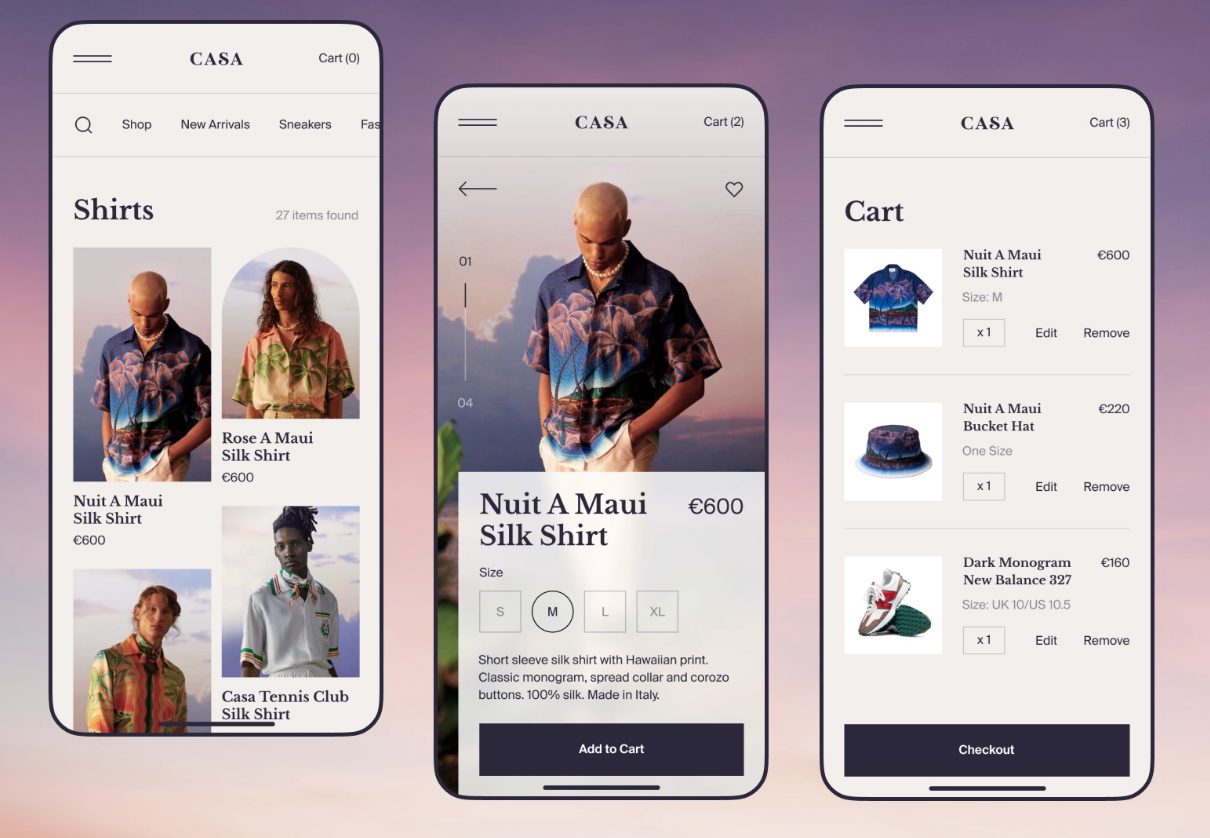 CASA
Cart (0)
Shop
New Arrivals
Sneakers
Fas
Shirts
27 items found
Nuit A Maui
Silk Shirt
€600
Rose A Maui
Silk Shirt
€600
Casa Tennis Club
Silk Shirt
CASA
Cart (2)
01
04
Nuit A Maui
Silk Shirt
€600
Size
S
M
L
XL
Short sleeve silk shirt with Hawaiian print.
Classic monogram, spread collar and corozo
buttons. 100% silk. Made in Italy.
Add to Cart
CASA
Cart (3)
Cart
Nuit A Maui
Silk Shirt
€600
Size: M
x 1
Edit
Remove
Nuit A Maui
Bucket Hat
€220
One Size
x 1
Edit
Remove
Dark Monogram
New Balance 327
€160
Size: UK 10/US 10.5
x 1
Edit
Remove
Checkout